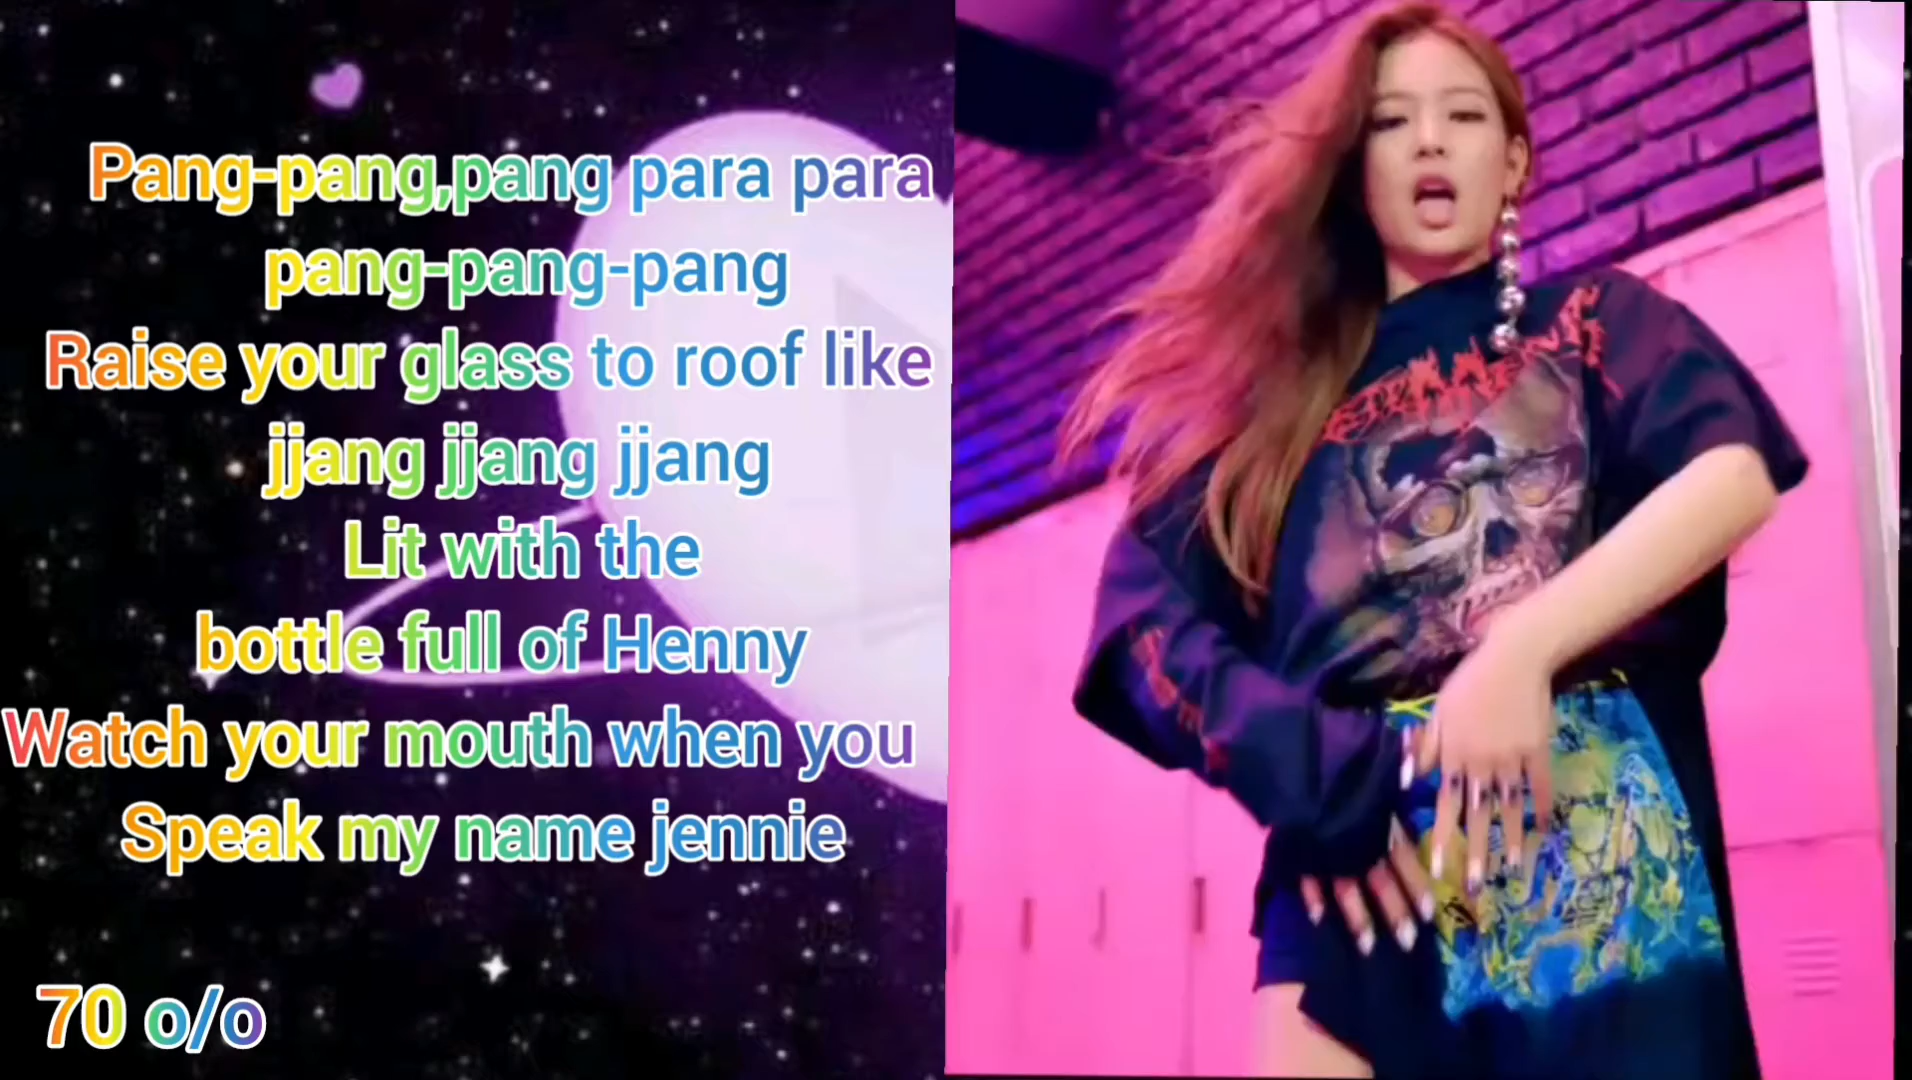 Pang-pang,pang para para
pang-pang-pang
Raise your glass to roof like
jjang jjang jjang
Lit with the
bottle full of Henny
Watch your mouth when you
Speak my name jennie
70 o/o